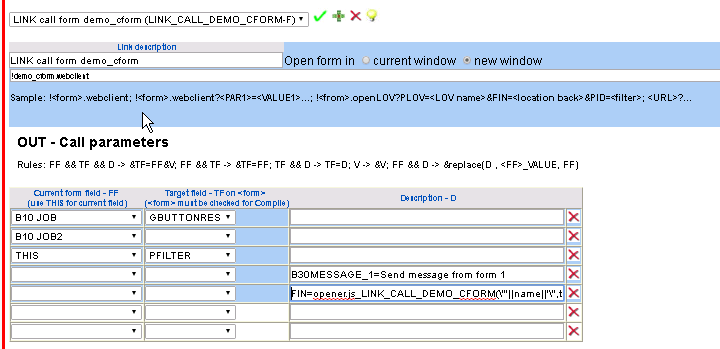 LINK call form demo_cform (LINK_CALL_DEMO_CFORM-F)
Link description
LINK call form demo_cform
Open form in current window new window
!demo_cform.webclient
Sample: !<form>.webclient; !<form>.webclient?<PAR1>=<VALUE1>...; !<from>.openLOV?PLOV=<LOV name>&FIN=<location back>&PID=<filter>; <URL>?...
OUT - Call parameters
Rules: FF && TF && D -> &TF=FF&V; FF && TF -> &TF=FF; TF && D -> TF=D; V -> &V; FF && D -> &replace(D , <FF>_VALUE, FF)
Current form field - FF
(use THIS for current field)
Target field - TF on <form>
(<form> must be checked for Compile)
Description - D
B10 JOB GBUTTONRES
B10 JOB2
THIS PFILTER
B30MESSAGE_1=Send message from form 1
FIN=opener.js_LINK_CALL_DEMO_CFORM(\'"||name||"\',t